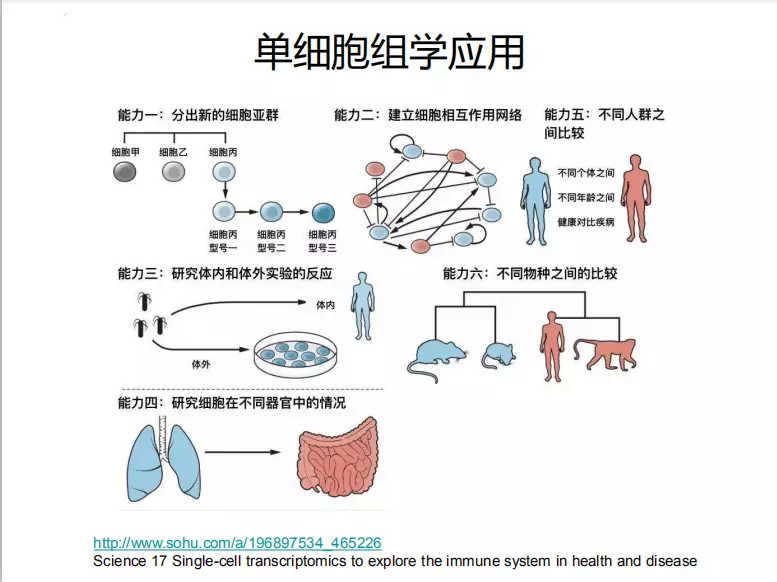 单细胞组学应用
能力一：分出新的细胞亚群
细胞甲
细胞乙
细胞丙
细胞丙
型号一
细胞丙
型号二
细胞丙
型号三
能力二：建立细胞相互作用网络
能力五：不同人群之
间比较
不同个体之间
不同年龄之间
健康对比疾病
能力三：研究体内和体外实验的反应
体内
体外
能力六：不同物种之间的比较
能力四：研究细胞在不同器官中的情况
http://www.sohu.com/a/196897534_465226
Science 17 Single-cell transcriptomics to explore the immune system in health and disease